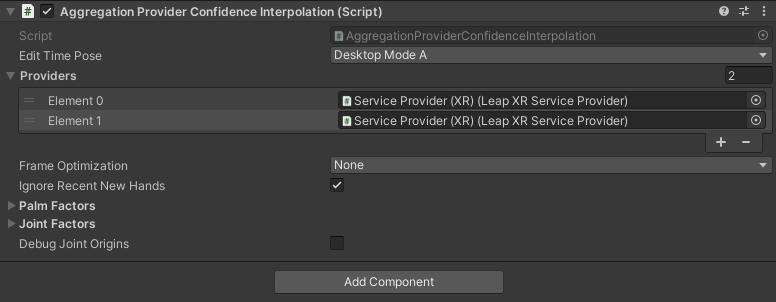 Aggregation Provider Confidence Interpolation (Script)
Script AggregationProviderConfidenceInterpolation
Edit Time Pose Desktop Mode A
Providers 2
Element 0 Service Provider (XR) (Leap XR Service Provider)
Element 1 Service Provider (XR) (Leap XR Service Provider)
+ −
Frame Optimization None
Ignore Recent New Hands
Palm Factors
Joint Factors
Debug Joint Origins
Add Component